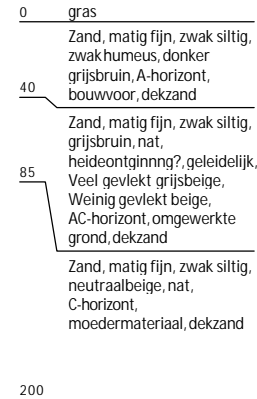 0 gras
Zand, matig fijn, zwak siltig,
zwak humeus, donker
grijsbruin, A-horizont,
bouwvoor, dekzand
40
Zand, matig fijn, zwak siltig,
grijsbruin, nat,
heideontginnng?, geleidelijk,
Veel gevlekt grijsbeige,
Weinig gevlekt beige,
AC-horizont, omgewerkte
grond, dekzand
85
Zand, matig fijn, zwak siltig,
neutraalbeige, nat,
C-horizont,
moedermateriaal, dekzand
200